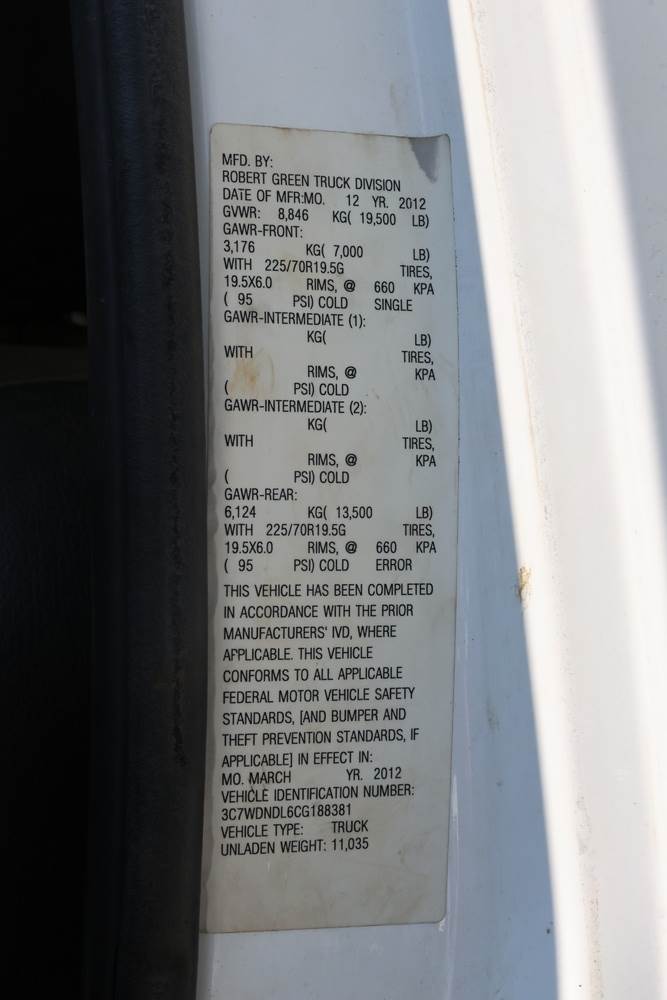 MFD. BY:
ROBERT GREEN TRUCK DIVISION
DATE OF MFR:MO. 12 YR. 2012
GVWR: 8,846 KG( 19,500 LB)
GAWR-FRONT:
3,176 KG( 7,000 LB)
WITH 225/70R19.5G TIRES,
19.5X6.0 RIMS, @ 660 KPA
( 95 PSI) COLD SINGLE
GAWR-INTERMEDIATE (1):
KG( LB)
WITH TIRES,
RIMS, @ KPA
( PSI) COLD
GAWR-INTERMEDIATE (2):
KG( LB)
WITH TIRES,
RIMS, @ KPA
( PSI) COLD
GAWR-REAR:
6,124 KG( 13,500 LB)
WITH 225/70R19.5G TIRES,
19.5X6.0 RIMS, @ 660 KPA
( 95 PSI) COLD ERROR
THIS VEHICLE HAS BEEN COMPLETED
IN ACCORDANCE WITH THE PRIOR
MANUFACTURERS' IVD, WHERE
APPLICABLE. THIS VEHICLE
CONFORMS TO ALL APPLICABLE
FEDERAL MOTOR VEHICLE SAFETY
STANDARDS, [AND BUMPER AND
THEFT PREVENTION STANDARDS, IF
APPLICABLE] IN EFFECT IN:
MO. MARCH YR. 2012
VEHICLE IDENTIFICATION NUMBER:
3C7WDNDL6CG188381
VEHICLE TYPE: TRUCK
UNLADEN WEIGHT: 11,035